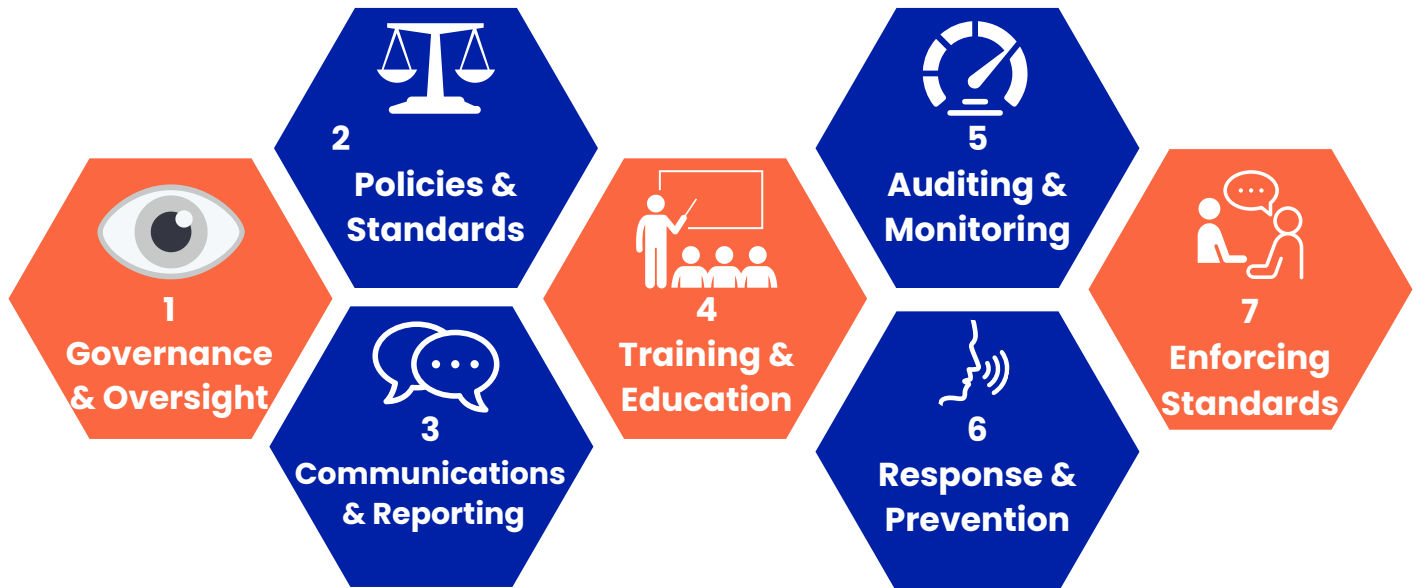 1
Governance
& Oversight
2
Policies &
Standards
3
Communications
& Reporting
4
Training &
Education
5
Auditing &
Monitoring
6
Response &
Prevention
7
Enforcing
Standards